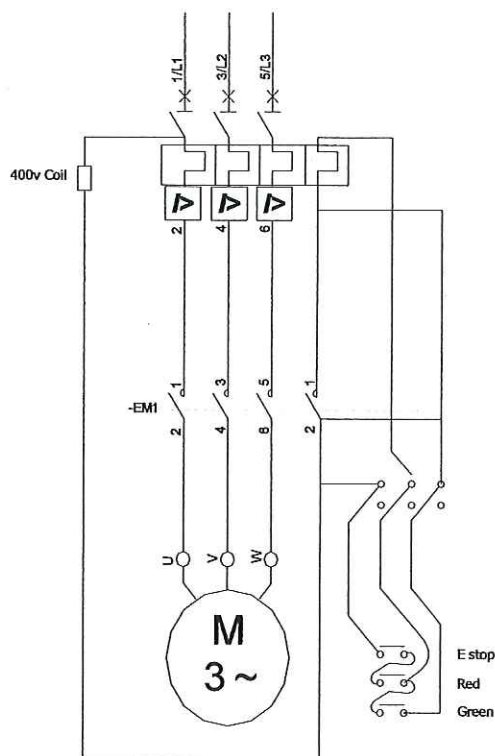 1/L1 3/L2 5/L3
400v Coil
I> I> I>
2 4 6
1 3 5 1
-EM1
2 4 6 2
U V W
M
3 ~
E stop
Red
Green